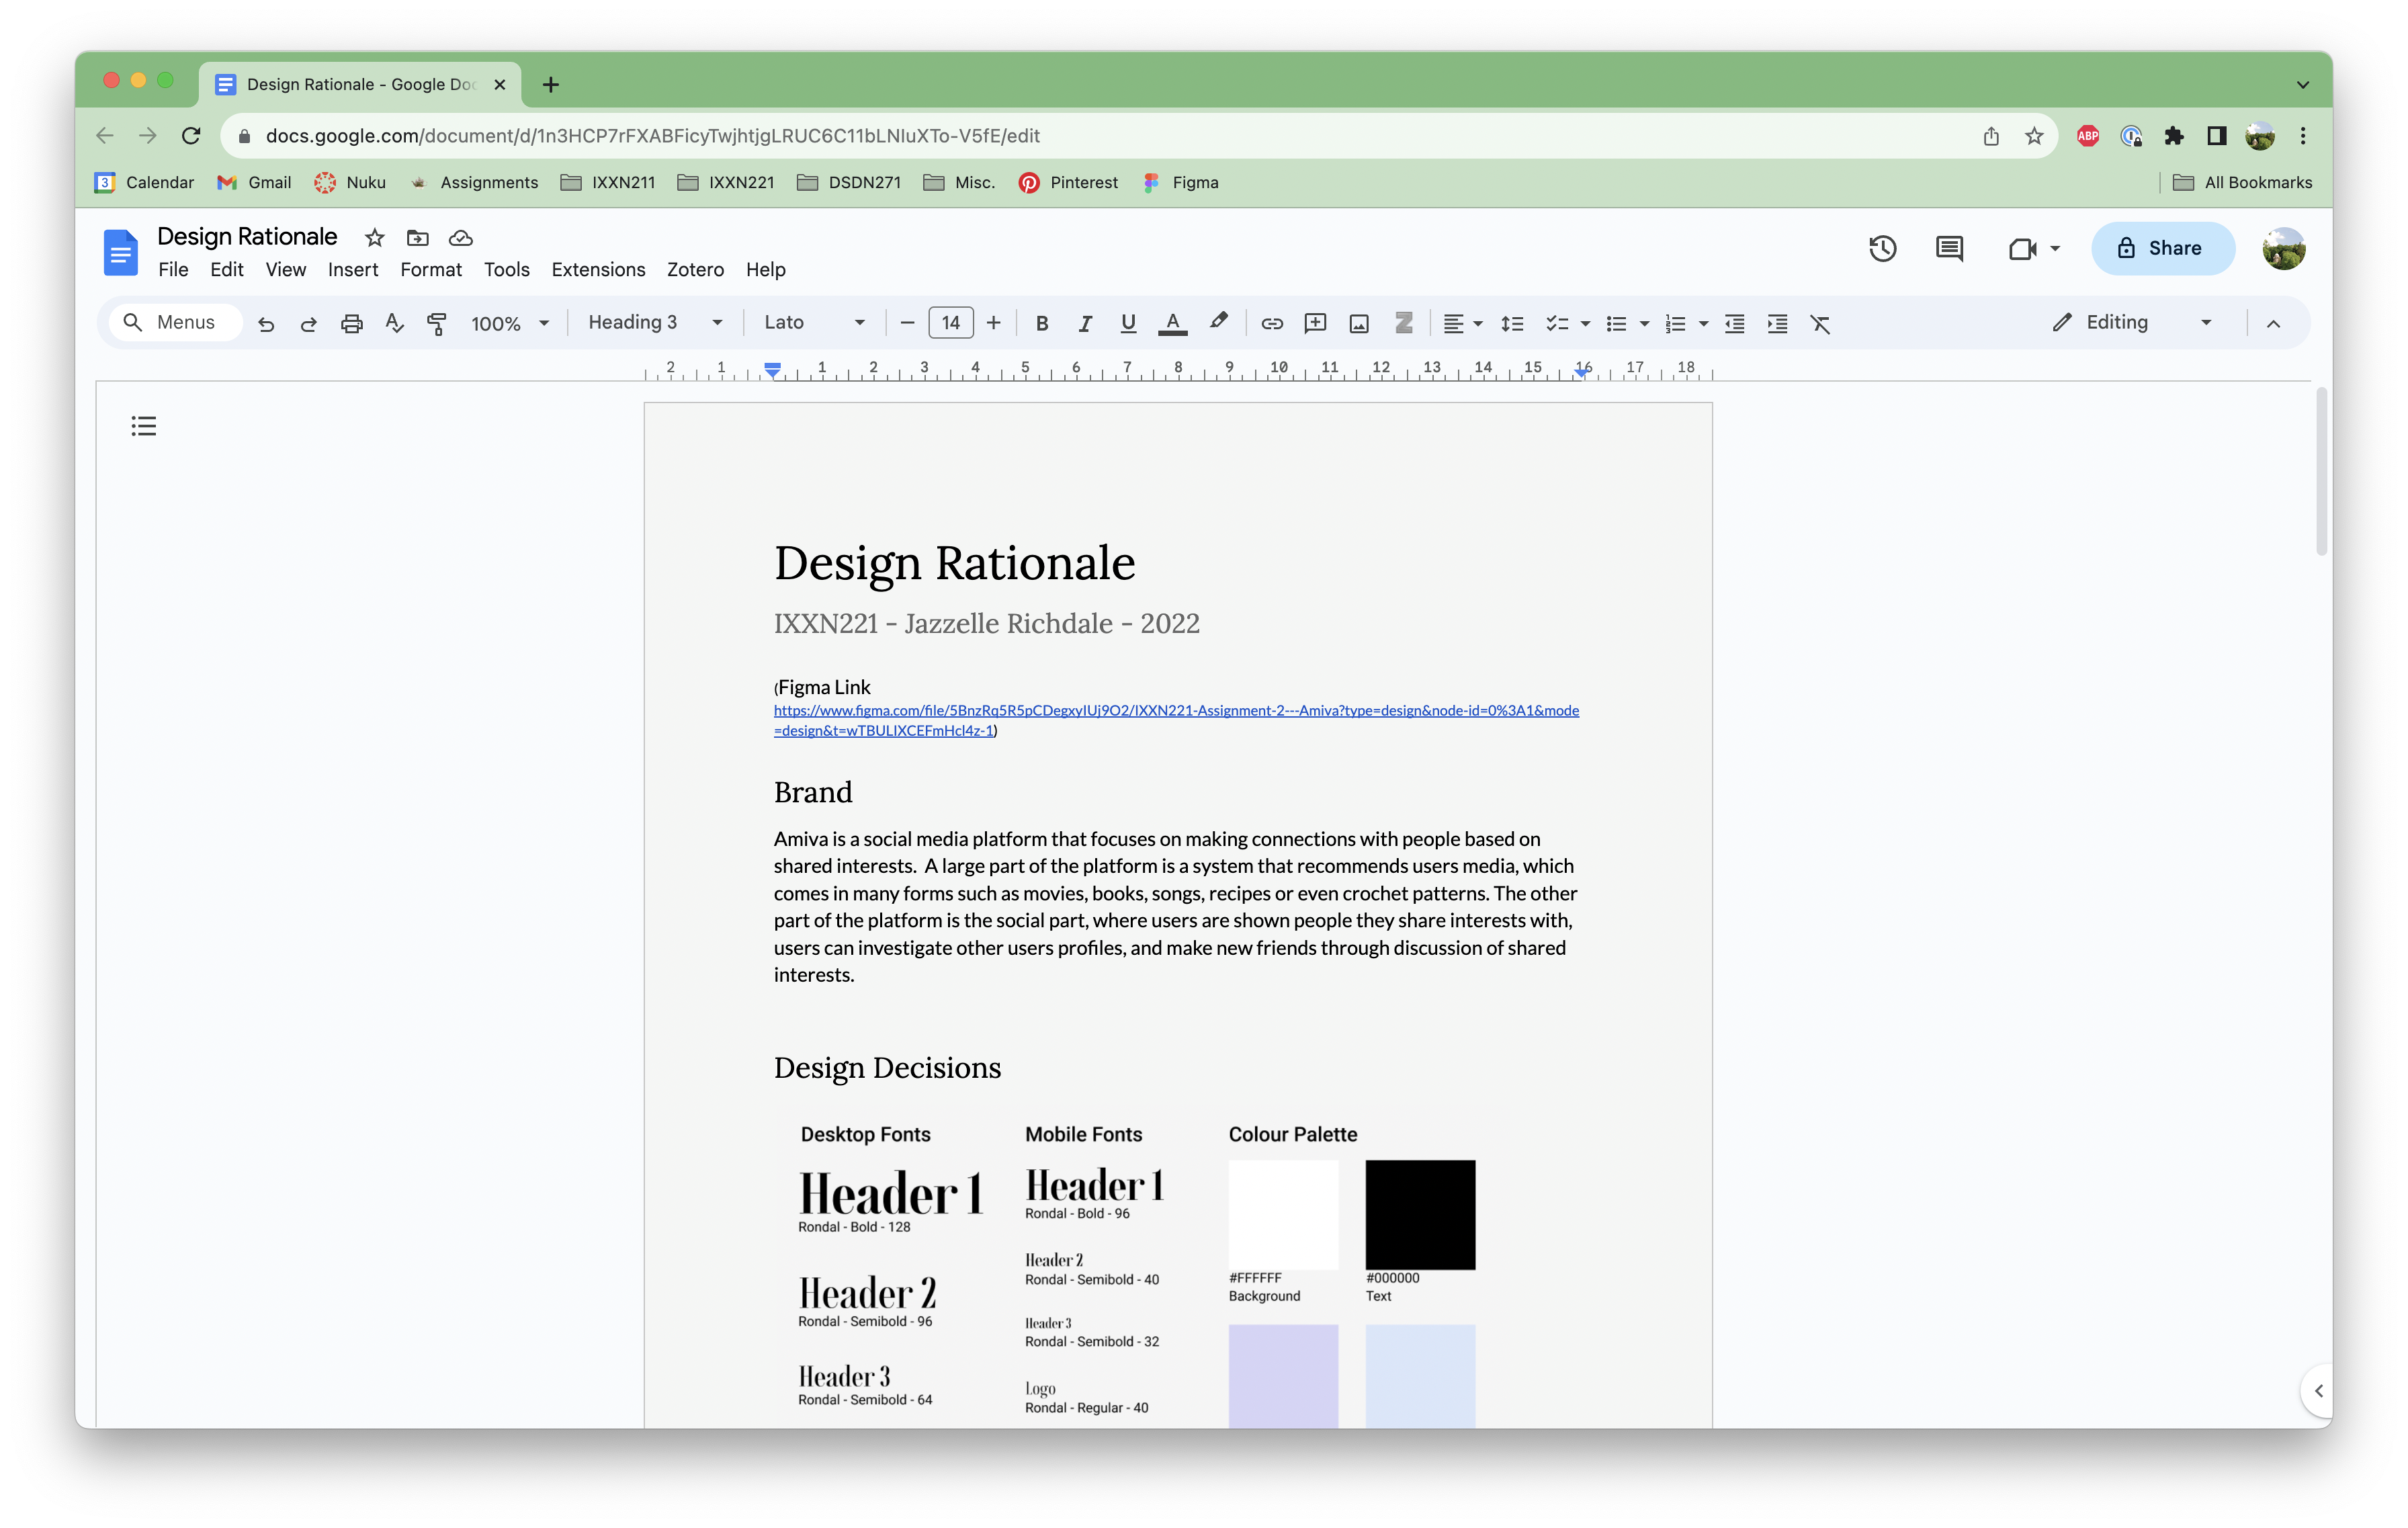 Design Rationale - Google Doc
docs.google.com/document/d/1n3HCP7rFXABFicyTwjhtjgLRUC6C11bLNIuXTo-V5fE/edit
ABP
3 Calendar Gmail Nuku Assignments IXXN211 IXXN221 DSDN271 Misc. Pinterest Figma All Bookmarks
Design Rationale
File Edit View Insert Format Tools Extensions Zotero Help
Share
Menus 100% Heading 3 Lato 14 B I U A Z Editing
2 1 1 2 3 4 5 6 7 8 9 10 11 12 13 14 15 16 17 18
Design Rationale
IXXN221 - Jazzelle Richdale - 2022
(Figma Link
https://www.figma.com/file/5BnzRq5R5pCDegxyIUj9O2/IXXN221-Assignment-2---Amiva?type=design&node-id=0%3A1&mode
=design&t=wTBULIXCEFmHcl4z-1)
Brand
Amiva is a social media platform that focuses on making connections with people based on
shared interests.  A large part of the platform is a system that recommends users media, which
comes in many forms such as movies, books, songs, recipes or even crochet patterns. The other
part of the platform is the social part, where users are shown people they share interests with,
users can investigate other users profiles, and make new friends through discussion of shared
interests.
Design Decisions
Desktop Fonts
Header 1
Rondal - Bold - 128
Header 2
Rondal - Semibold - 96
Header 3
Rondal - Semibold - 64
Mobile Fonts
Header 1
Rondal - Bold - 96
Header 2
Rondal - Semibold - 40
Header 3
Rondal - Semibold - 32
Logo
Rondal - Regular - 40
Colour Palette
#FFFFFF
Background
#000000
Text